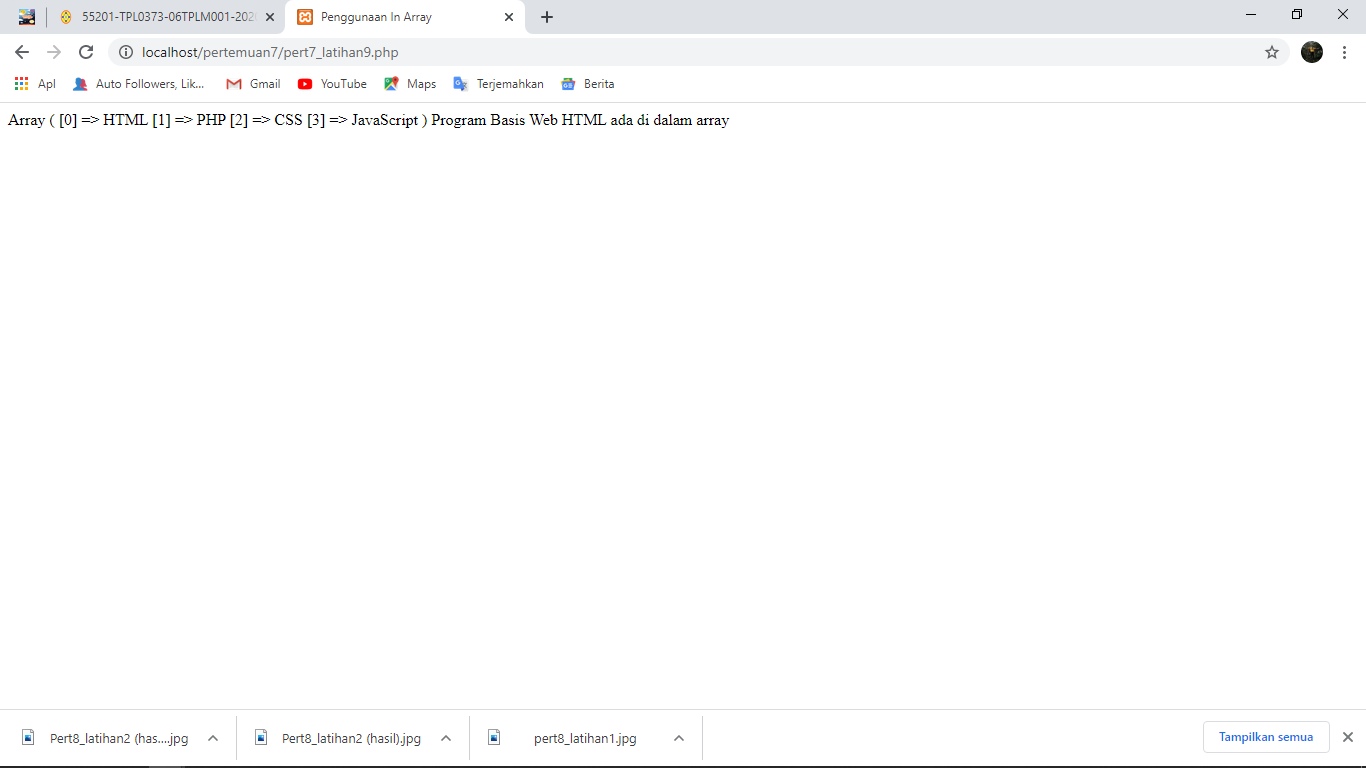 55201-TPL0373-06TPLM001-202
Penggunaan In Array
localhost/pertemuan7/pert7_latihan9.php
Apl Auto Followers, Lik... Gmail YouTube Maps Terjemahkan Berita
Array ( [0] => HTML [1] => PHP [2] => CSS [3] => JavaScript ) Program Basis Web HTML ada di dalam array
Pert8_latihan2 (has....jpg Pert8_latihan2 (hasil).jpg pert8_latihan1.jpg Tampilkan semua